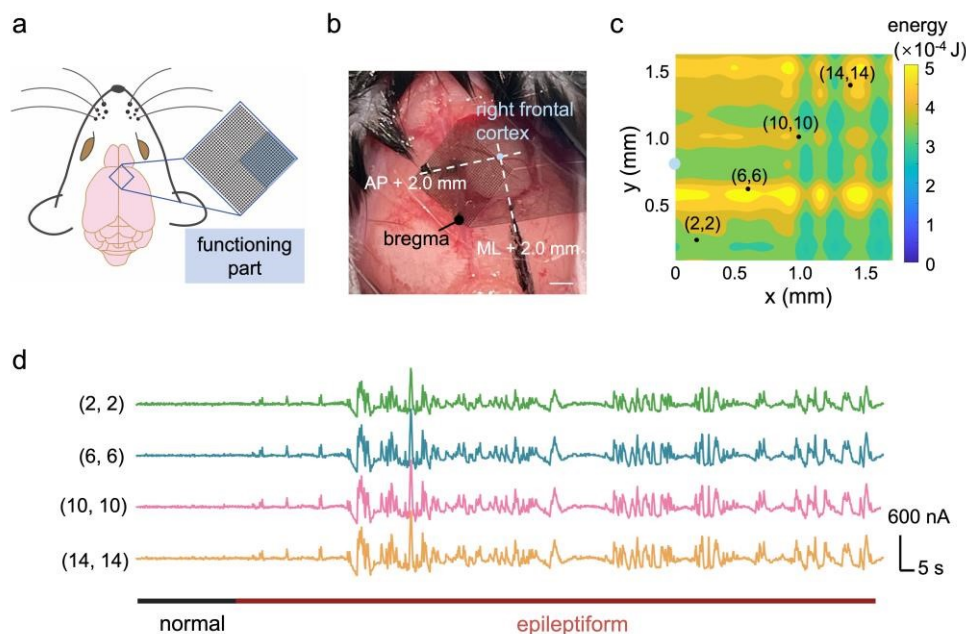 a
functioning
part
b
right frontal
cortex
AP + 2.0 mm
bregma
ML + 2.0 mm
c
energy
(×10⁻⁴ J)
y (mm)
1.5
1.0
0.5
(14,14)
(10,10)
(6,6)
(2,2)
0 0.5 1.0 1.5
x (mm)
5
4
3
2
1
0
d
(2, 2)
(6, 6)
(10, 10)
(14, 14)
600 nA
5 s
normal
epileptiform